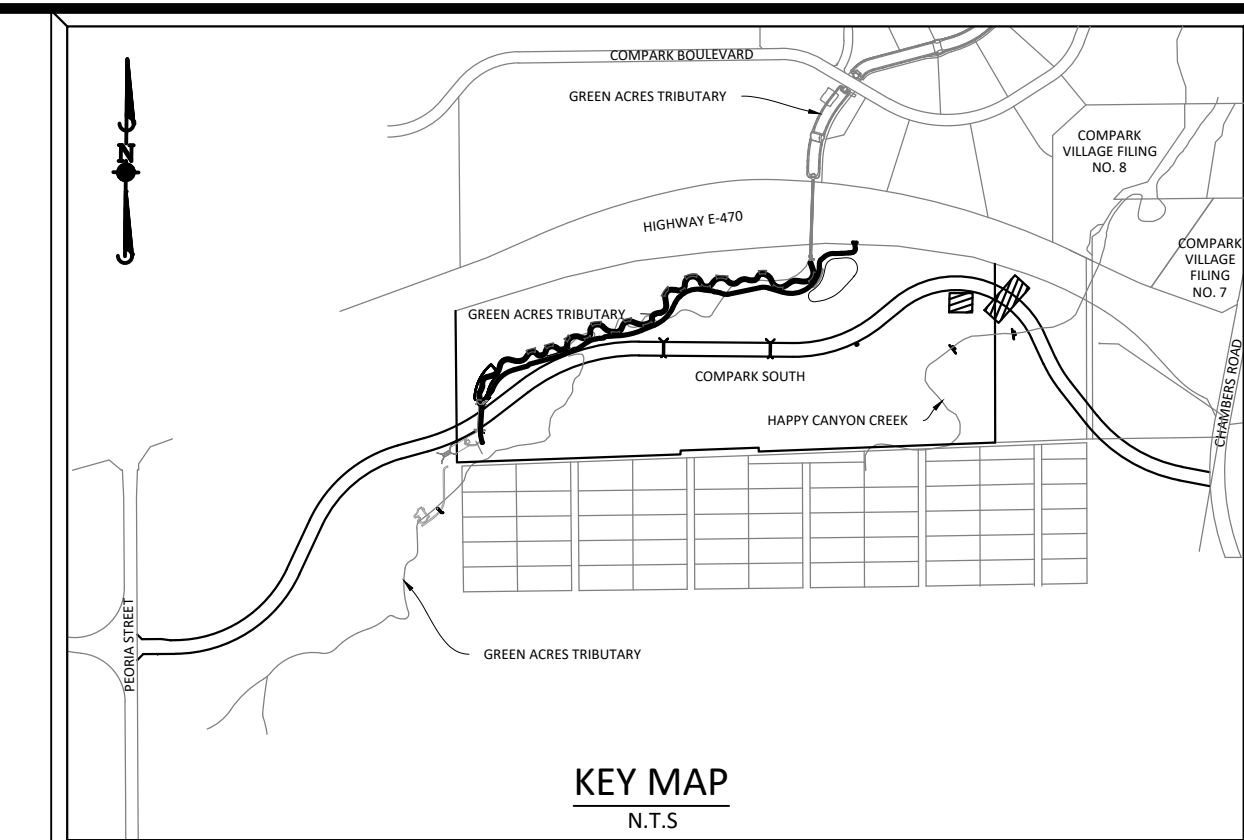 COMPARK BOULEVARD
GREEN ACRES TRIBUTARY
COMPARK
VILLAGE FILING
NO. 8
N
HIGHWAY E-470
COMPARK
VILLAGE
FILING
NO. 7
GREEN ACRES TRIBUTARY
COMPARK SOUTH
CHAMBERS ROAD
HAPPY CANYON CREEK
PEORIA STREET
GREEN ACRES TRIBUTARY
KEY MAP
N.T.S